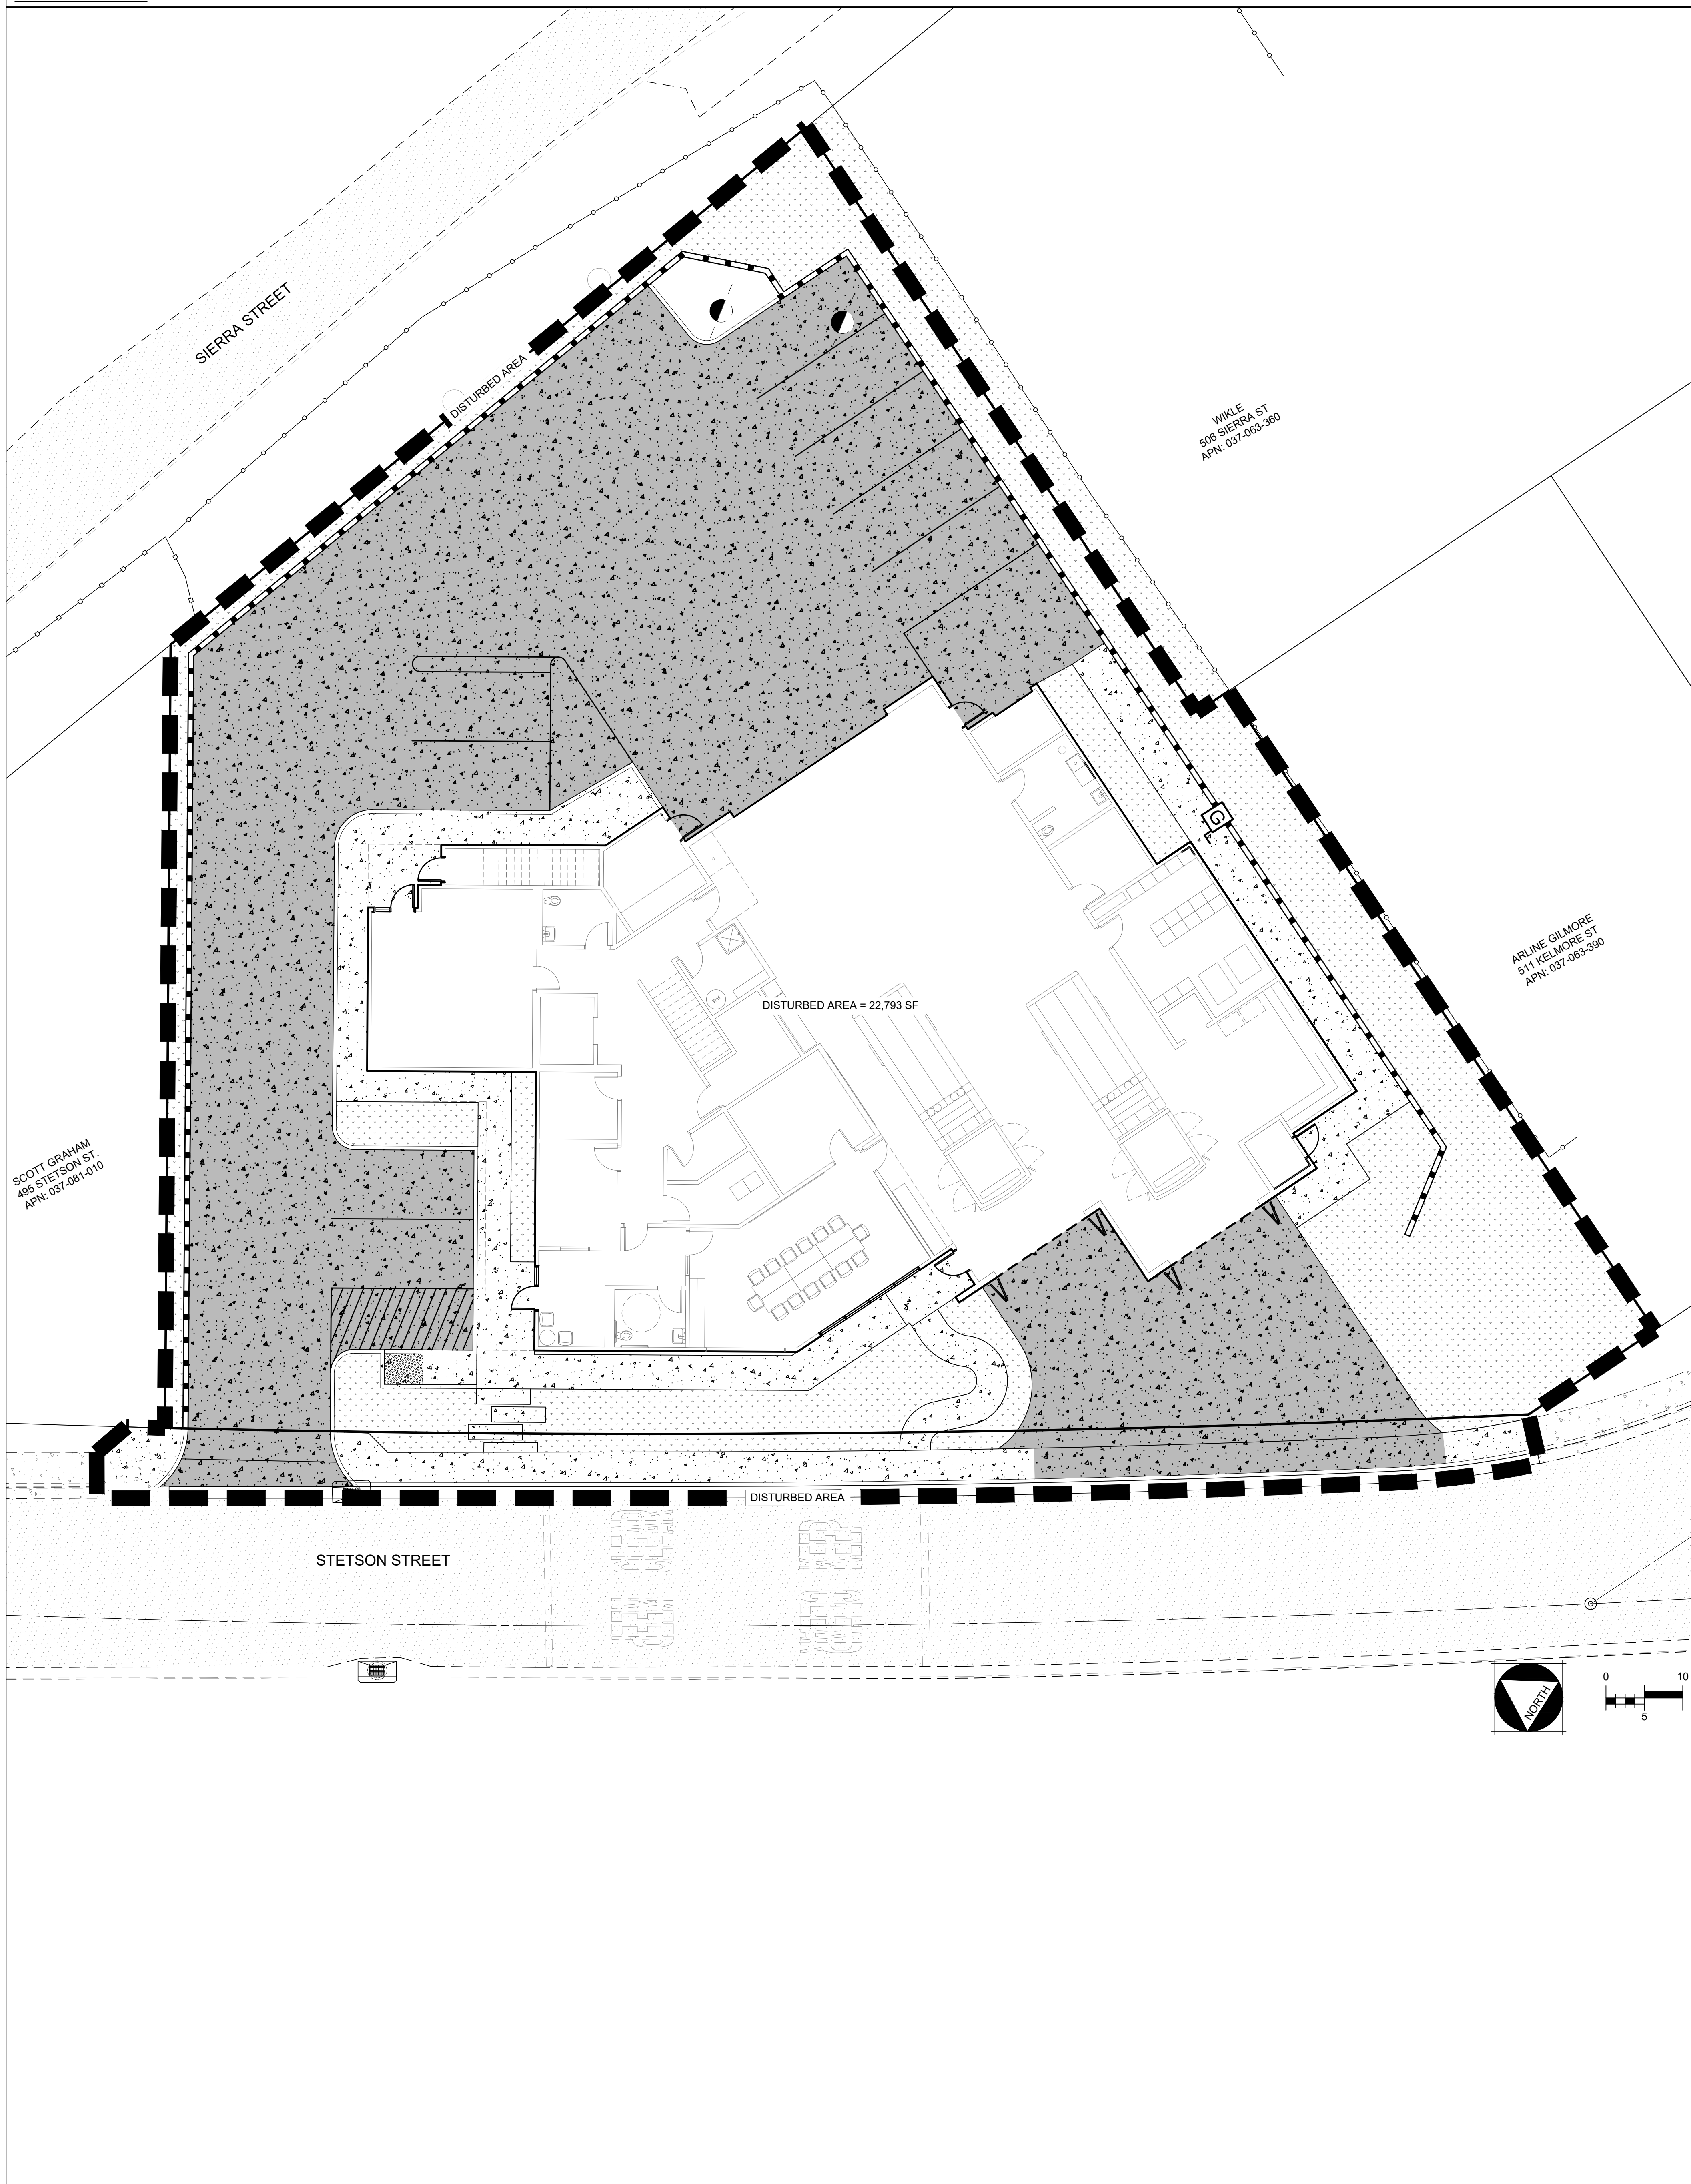 SIERRA STREET
DISTURBED AREA
WIKLE
506 SIERRA ST
APN: 037-063-360
G
ARLINE GILMORE
511 KELMORE ST
APN: 037-063-390
DISTURBED AREA = 22,793 SF
SCOTT GRAHAM
495 STETSON ST.
APN: 037-081-010
DISTURBED AREA
STETSON STREET
NORTH
0
10
5